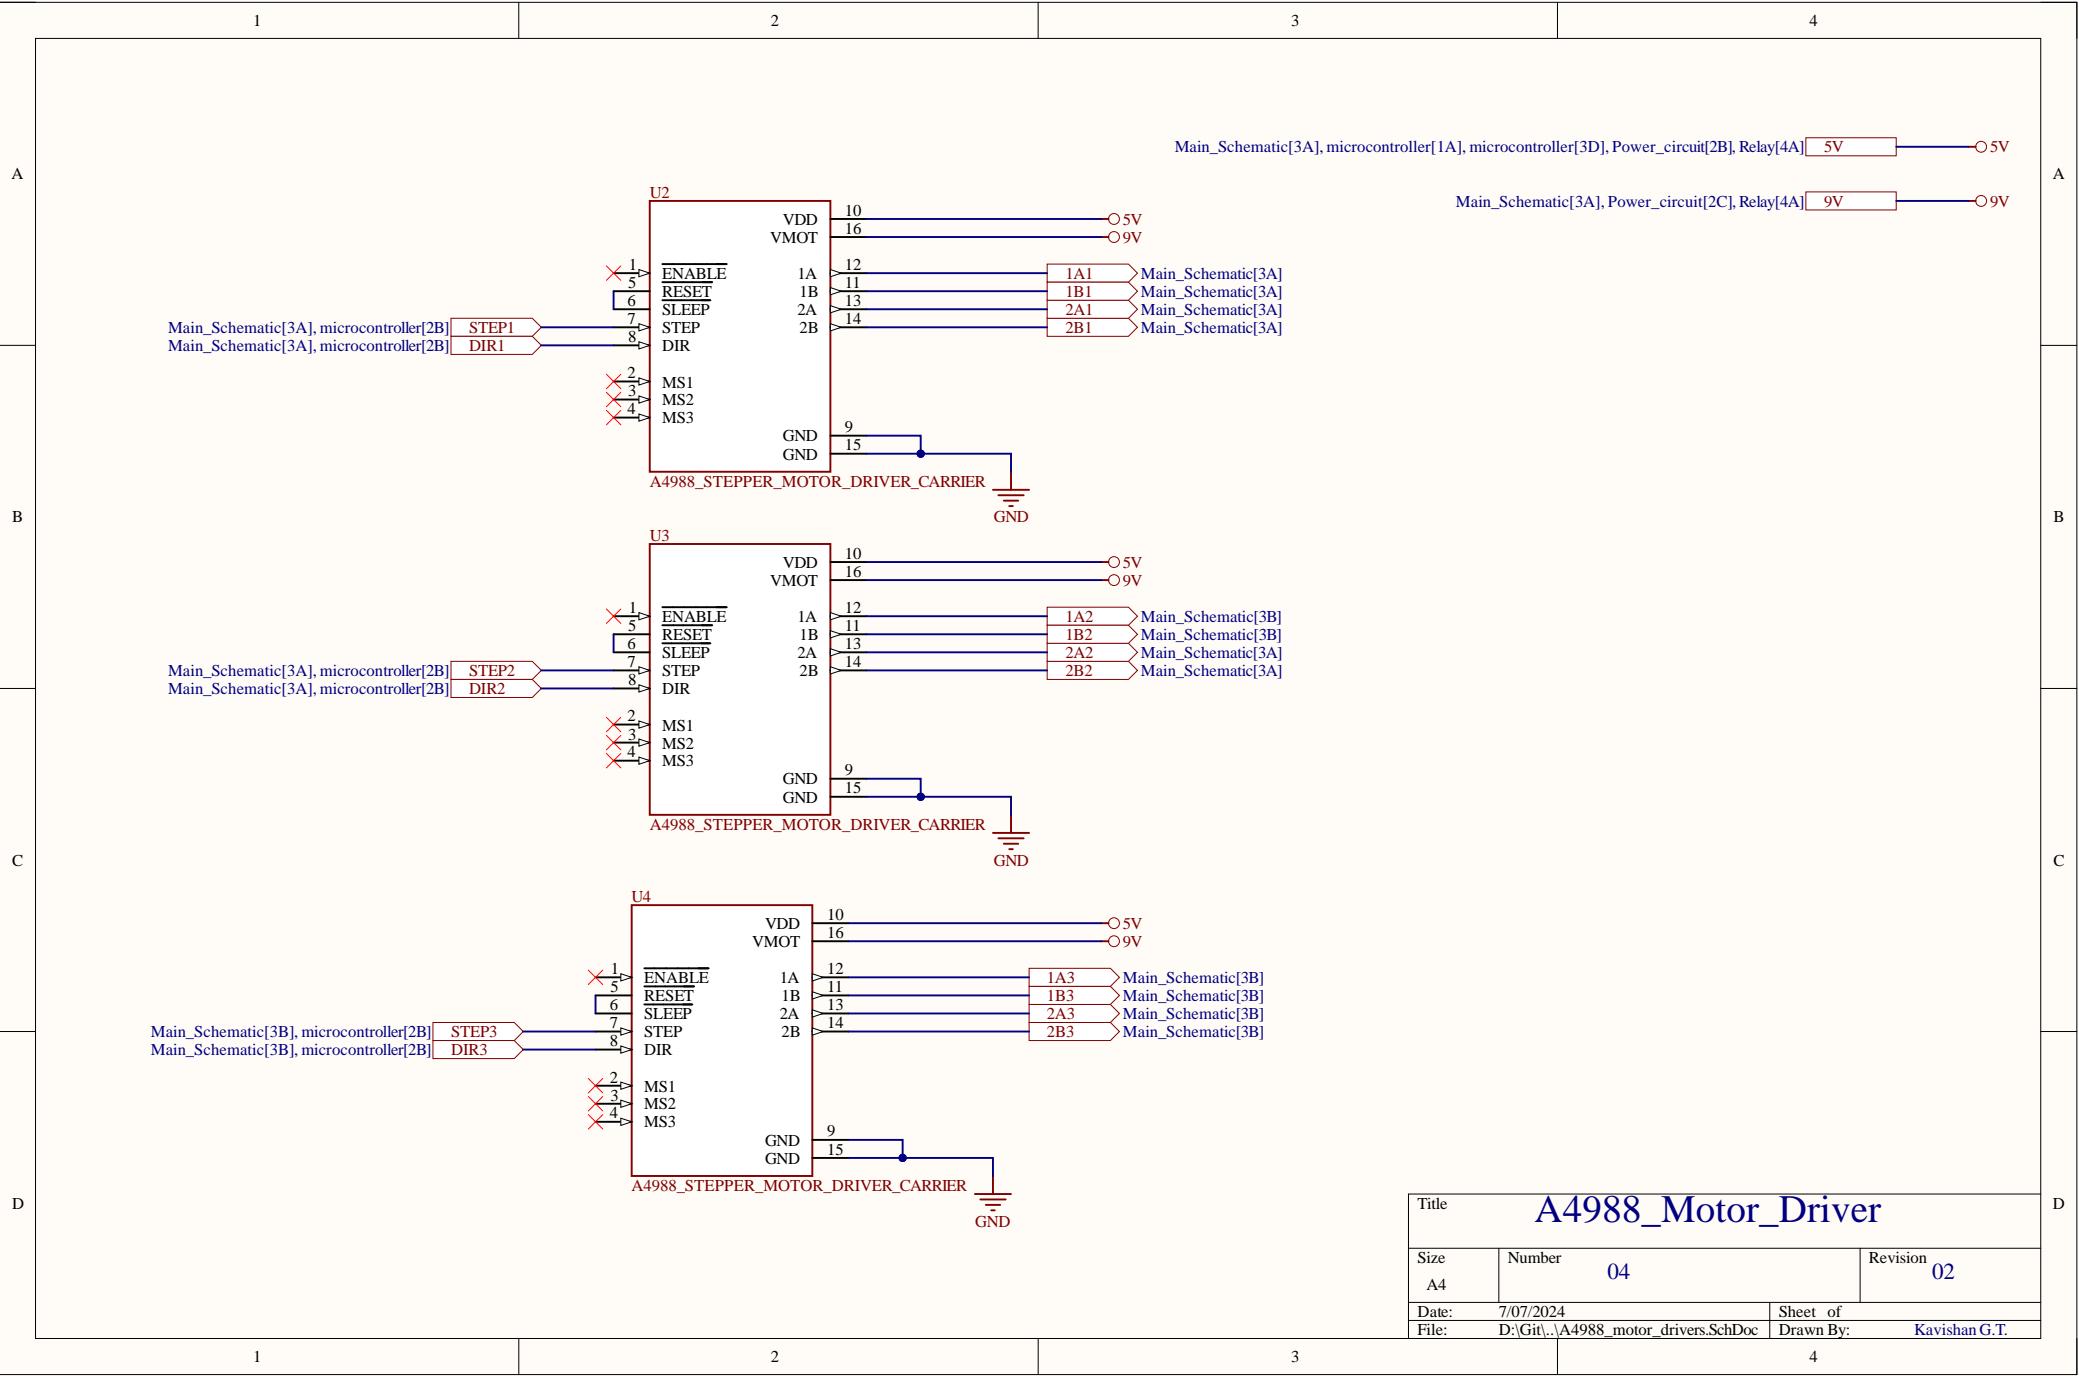 1 2 3 4
A A
Main_Schematic[3A], microcontroller[1A], microcontroller[3D], Power_circuit[2B], Relay[4A] 5V 5V
Main_Schematic[3A], Power_circuit[2C], Relay[4A] 9V 9V
U2
VDD 10 5V
VMOT 16 9V
1 ENABLE 1A 12 1A1 Main_Schematic[3A]
5 RESET 1B 11 1B1 Main_Schematic[3A]
6 SLEEP 2A 13 2A1 Main_Schematic[3A]
Main_Schematic[3A], microcontroller[2B] STEP1 7 STEP 2B 14 2B1 Main_Schematic[3A]
Main_Schematic[3A], microcontroller[2B] DIR1 8 DIR
2 MS1
3 MS2
4 MS3
GND 9
GND 15
A4988_STEPPER_MOTOR_DRIVER_CARRIER
GND
B B
U3
VDD 10 5V
VMOT 16 9V
1 ENABLE 1A 12 1A2 Main_Schematic[3B]
5 RESET 1B 11 1B2 Main_Schematic[3B]
6 SLEEP 2A 13 2A2 Main_Schematic[3A]
Main_Schematic[3A], microcontroller[2B] STEP2 7 STEP 2B 14 2B2 Main_Schematic[3A]
Main_Schematic[3A], microcontroller[2B] DIR2 8 DIR
2 MS1
3 MS2
4 MS3
GND 9
GND 15
A4988_STEPPER_MOTOR_DRIVER_CARRIER
GND
C C
U4
VDD 10 5V
VMOT 16 9V
1 ENABLE 1A 12 1A3 Main_Schematic[3B]
5 RESET 1B 11 1B3 Main_Schematic[3B]
6 SLEEP 2A 13 2A3 Main_Schematic[3B]
Main_Schematic[3B], microcontroller[2B] STEP3 7 STEP 2B 14 2B3 Main_Schematic[3B]
Main_Schematic[3B], microcontroller[2B] DIR3 8 DIR
2 MS1
3 MS2
4 MS3
GND 9
GND 15
A4988_STEPPER_MOTOR_DRIVER_CARRIER
GND
D D
Title A4988_Motor_Driver
Size A4 Number 04 Revision 02
Date: 7/07/2024 Sheet of
File: D:\Git\..\A4988_motor_drivers.SchDoc Drawn By: Kavishan G.T.
1 2 3 4